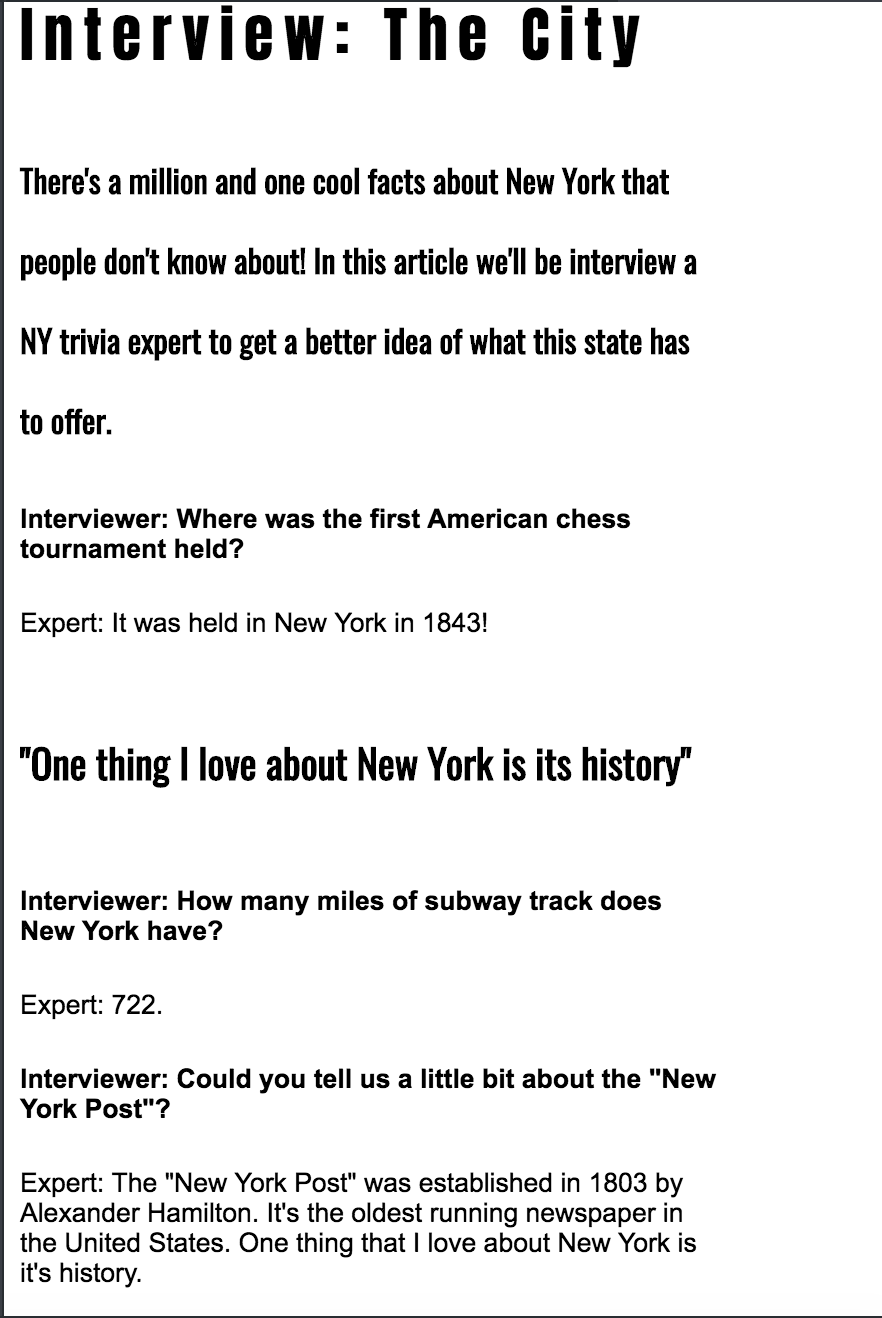 Interview: The City
There's a million and one cool facts about New York that
people don't know about! In this article we'll be interview a
NY trivia expert to get a better idea of what this state has
to offer.
Interviewer: Where was the first American chess
tournament held?
Expert: It was held in New York in 1843!
"One thing I love about New York is its history"
Interviewer: How many miles of subway track does
New York have?
Expert: 722.
Interviewer: Could you tell us a little bit about the "New
York Post"?
Expert: The "New York Post" was established in 1803 by
Alexander Hamilton. It's the oldest running newspaper in
the United States. One thing that I love about New York is
it's history.